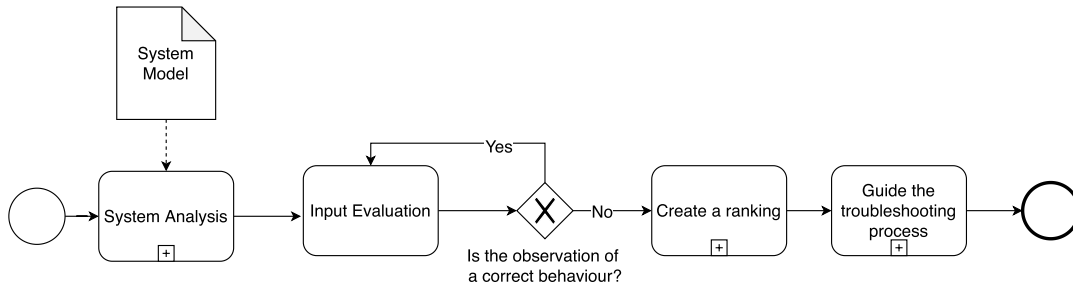 System
Model
System Analysis
Input Evaluation
Yes
Is the observation of
a correct behaviour?
No
Create a ranking
Guide the
troubleshooting
process